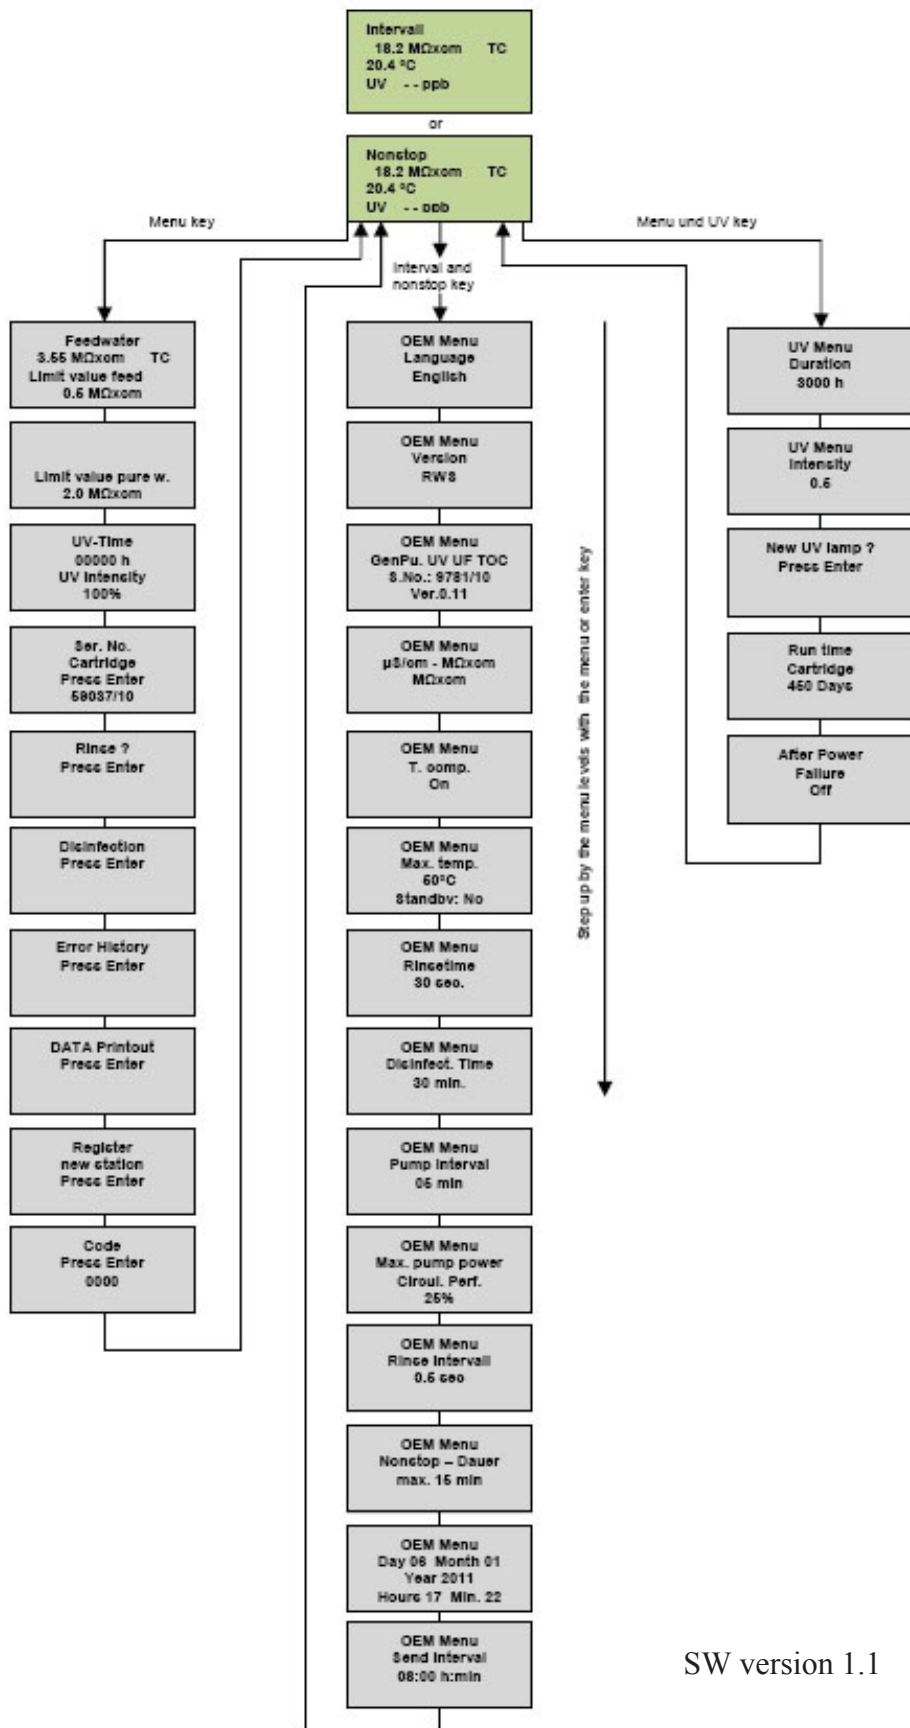 Intervall
18.2 MΩxcm TC
20.4 ºC
UV - - ppb
or
Nonstop
18.2 MΩxcm TC
20.4 ºC
UV - - ppb
Menu key
Interval and
nonstop key
Menu und UV key
Feedwater
3.55 MΩxcm TC
Limit value feed
0.5 MΩxcm
Limit value pure w.
2.0 MΩxcm
UV-Time
00000 h
UV Intensity
100%
Ser. No.
Cartridge
Press Enter
59037/10
Rinse ?
Press Enter
Disinfection
Press Enter
Error History
Press Enter
DATA Printout
Press Enter
Register
new station
Press Enter
Code
Press Enter
0000
OEM Menu
Language
English
OEM Menu
Version
RWS
OEM Menu
GenPu. UV UF TOC
S.No.: 9781/10
Ver.0.11
OEM Menu
µS/cm - MΩxcm
MΩxcm
OEM Menu
T. comp.
On
OEM Menu
Max. temp.
50ºC
Standby: No
OEM Menu
Rinsetime
30 sec.
OEM Menu
Disinfect. Time
30 min.
OEM Menu
Pump Interval
05 min
OEM Menu
Max. pump power
Circul. Perf.
25%
OEM Menu
Rinse Intervall
0.5 sec
OEM Menu
Nonstop – Dauer
max. 15 min
OEM Menu
Day 06 Month 01
Year 2011
Hours 17 Min. 22
OEM Menu
Send Interval
08:00 h:min
Step up by the menu levels with the menu or enter key
UV Menu
Duration
3000 h
UV Menu
Intensity
0.5
New UV lamp ?
Press Enter
Run time
Cartridge
450 Days
After Power
Failure
Off
SW version 1.1